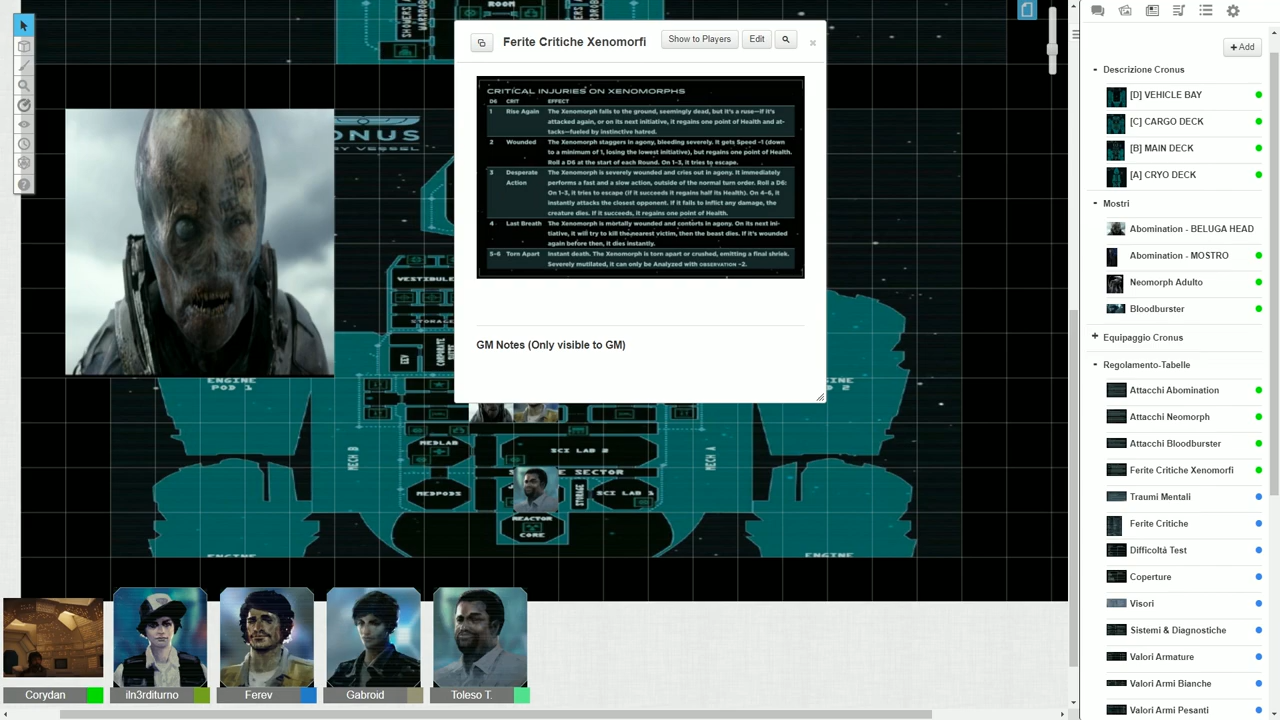 Ferite Critiche Xenomorfi
Show to Players
Edit
×
CRITICAL INJURIES ON XENOMORPHS
D6 CRIT EFFECT
1 Rise Again The Xenomorph falls to the ground, seemingly dead, but it's a ruse—if it's
attacked again, or on its next initiative, it regains one point of Health and at-
tacks—fueled by instinctive hatred.
2 Wounded The Xenomorph staggers in agony, bleeding severely. It gets Speed -1 (down
to a minimum of 1, losing the lowest initiative), but regains one point of Health.
Roll a D6 at the start of each Round. On 1-3, it tries to escape.
3 Desperate Action The Xenomorph is severely wounded and cries out in agony. It immediately
performs a fast and a slow action, outside of the normal turn order. Roll a D6:
On 1-3, it tries to escape (if it succeeds it regains half its Health). On 4-6, it
instantly attacks the closest opponent. If it fails to inflict any damage, the
creature dies. If it succeeds, it regains one point of Health.
4 Last Breath The Xenomorph is mortally wounded and contorts in agony. On its next ini-
tiative, it will try to kill the nearest victim, then the beast dies. If it's wounded
again before then, it dies instantly.
5-6 Torn Apart Instant death. The Xenomorph is torn apart or crushed, emitting a final shriek.
Severely mutilated, it can only be Analyzed with OBSERVATION -2.
GM Notes (Only visible to GM)
ROOM
SHOWERS
WARDROBE
ONUS
VESSEL
VESTIBULE
STORAGE
CORPORATE
ENGINE
POD 1
MECH B
MEDLAB
SCI LAB 2
SECTOR
MEDPODS
STORAGE
SCI LAB 1
REACTOR
CORE
MECH A
ENGINE
ENGINE
Corydan
iln3rditurno
Ferev
Gabroid
Toleso T.
+ Add
- Descrizione Cronus
[D] VEHICLE BAY
[C] CARGO DECK
[B] MAIN DECK
[A] CRYO DECK
- Mostri
Abomination - BELUGA HEAD
Abomination - MOSTRO
Neomorph Adulto
Bloodburster
+ Equipaggio Cronus
- Regolamento-Tabelle
Attacchi Abomination
Attacchi Neomorph
Attacchi Bloodburster
Ferite Critiche Xenomorfi
Traumi Mentali
Ferite Critiche
Difficoltà Test
Coperture
Visori
Sistemi & Diagnostiche
Valori Armature
Valori Armi Bianche
Valori Armi Pesanti